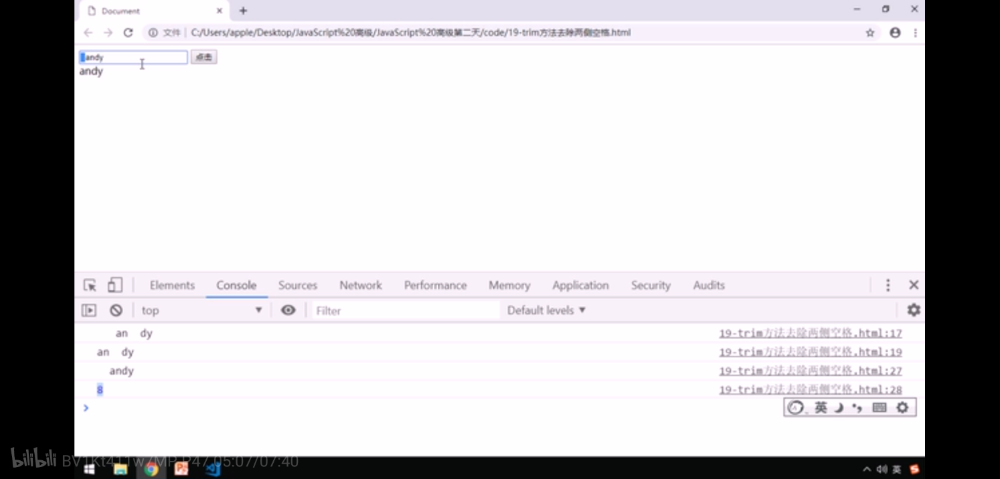 Document
文件 C:/Users/apple/Desktop/JavaScript%20高级/JavaScript%20高级第二天/code/19-trim方法去除两侧空格.html
andy 点击
andy
Elements Console Sources Network Performance Memory Application Security Audits
top Filter Default levels
an dy 19-trim方法去除两侧空格.html:17
an dy 19-trim方法去除两侧空格.html:19
andy 19-trim方法去除两侧空格.html:27
8 19-trim方法去除两侧空格.html:28
英
bilibili P47 05:07/07:40
英